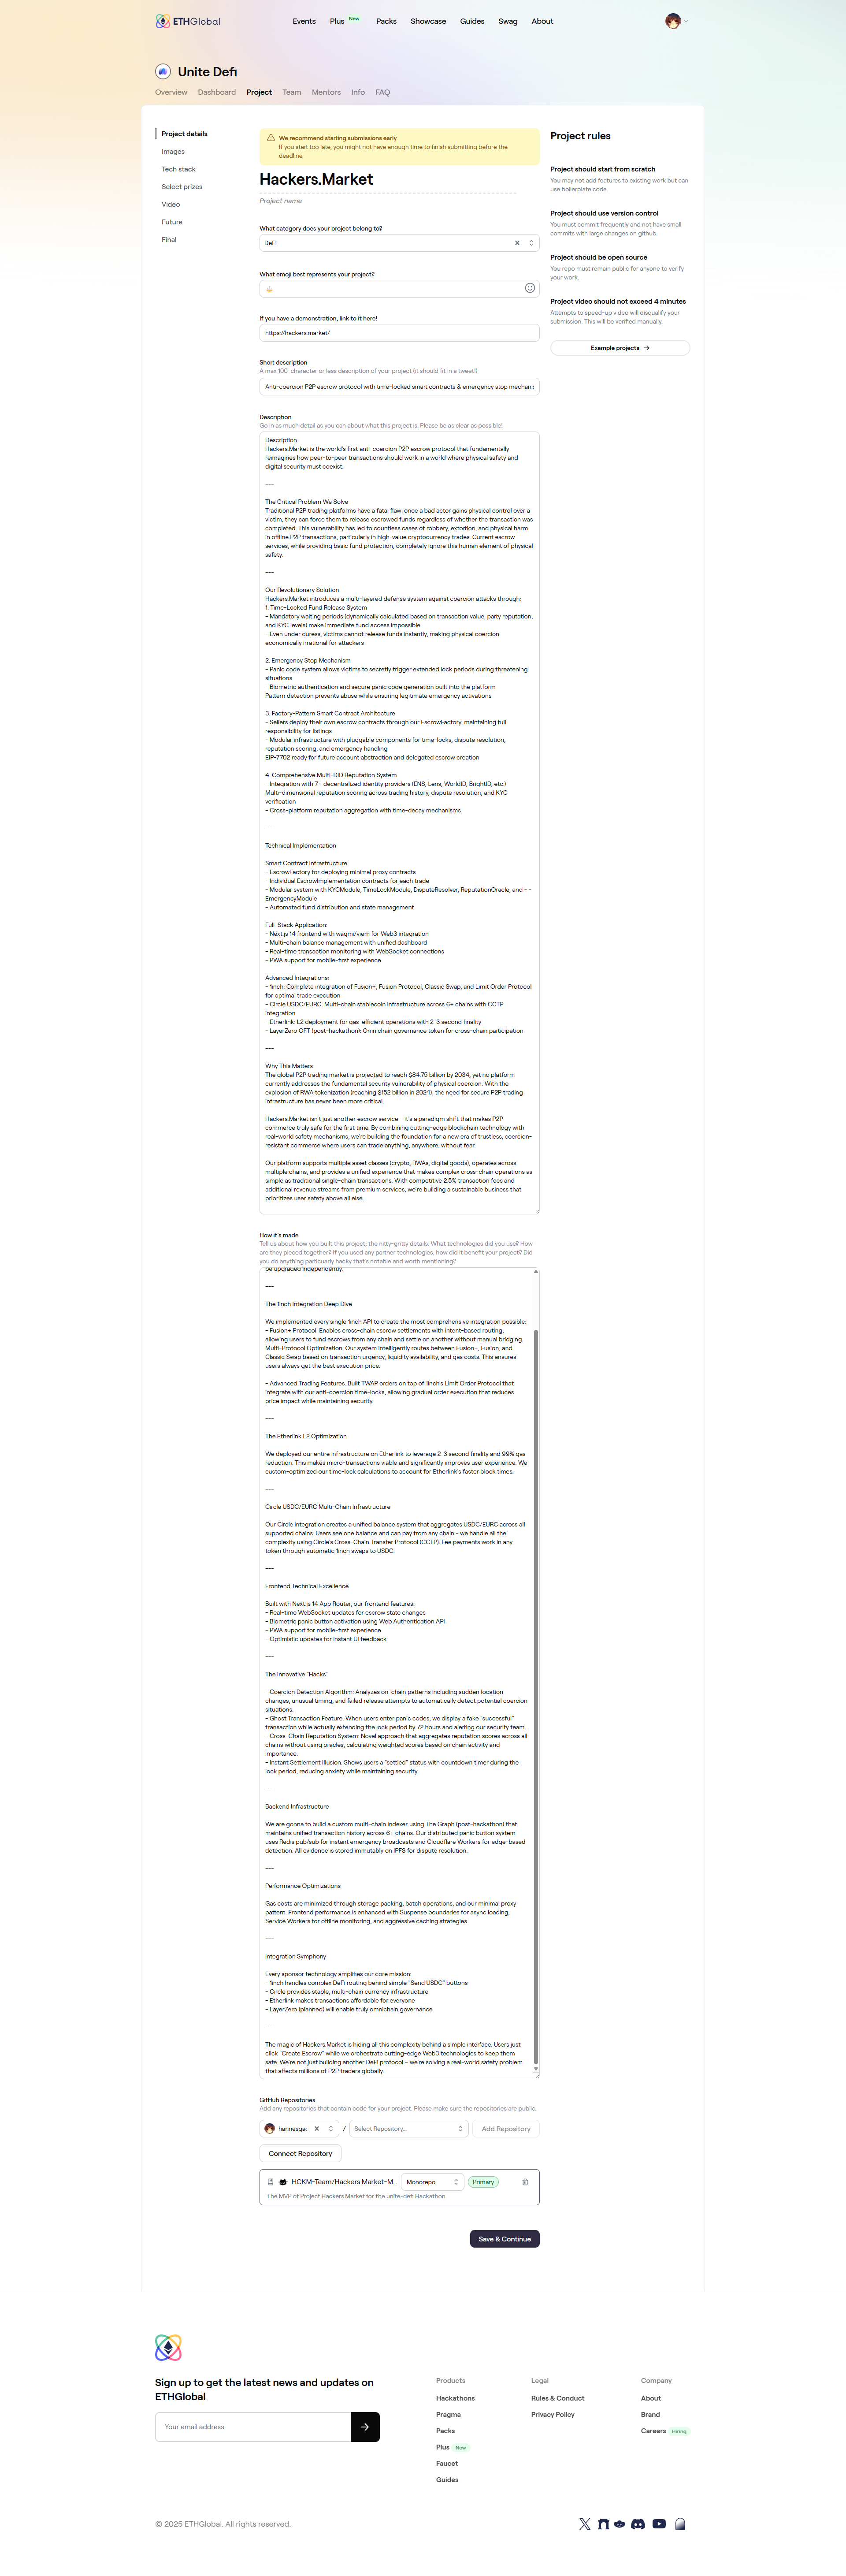 ETHGlobal
Events
Plus New
Packs
Showcase
Guides
Swag
About
Unite Defi
Overview
Dashboard
Project
Team
Mentors
Info
FAQ
Project details
Images
Tech stack
Select prizes
Video
Future
Final
We recommend starting submissions early
If you start too late, you might not have enough time to finish submitting before the
deadline.
Hackers.Market
Project name
What category does your project belong to?
DeFi
What emoji best represents your project?
If you have a demonstration, link to it here!
https://hackers.market/
Short description
A max 100-character or less description of your project (it should fit in a tweet!)
Anti-coercion P2P escrow protocol with time-locked smart contracts & emergency stop mechanis
Description
Go in as much detail as you can about what this project is. Please be as clear as possible!
Description
Hackers.Market is the world's first anti-coercion P2P escrow protocol that fundamentally
reimagines how peer-to-peer transactions should work in a world where physical safety and
digital security must coexist.
---
The Critical Problem We Solve
Traditional P2P trading platforms have a fatal flaw: once a bad actor gains physical control over a
victim, they can force them to release escrowed funds regardless of whether the transaction was
completed. This vulnerability has led to countless cases of robbery, extortion, and physical harm
in offline P2P transactions, particularly in high-value cryptocurrency trades. Current escrow
services, while providing basic fund protection, completely ignore this human element of physical
safety.
---
Our Revolutionary Solution
Hackers.Market introduces a multi-layered defense system against coercion attacks through:
1. Time-Locked Fund Release System
- Mandatory waiting periods (dynamically calculated based on transaction value, party reputation,
and KYC levels) make immediate fund access impossible
- Even under duress, victims cannot release funds instantly, making physical coercion
economically irrational for attackers
2. Emergency Stop Mechanism
- Panic code system allows victims to secretly trigger extended lock periods during threatening
situations
- Biometric authentication and secure panic code generation built into the platform
Pattern detection prevents abuse while ensuring legitimate emergency activations
3. Factory-Pattern Smart Contract Architecture
- Sellers deploy their own escrow contracts through our EscrowFactory, maintaining full
responsibility for listings
- Modular infrastructure with pluggable components for time-locks, dispute resolution,
reputation scoring, and emergency handling
EIP-7702 ready for future account abstraction and delegated escrow creation
4. Comprehensive Multi-DID Reputation System
- Integration with 7+ decentralized identity providers (ENS, Lens, WorldID, BrightID, etc.)
Multi-dimensional reputation scoring across trading history, dispute resolution, and KYC
verification
- Cross-platform reputation aggregation with time-decay mechanisms
---
Technical Implementation
Smart Contract Infrastructure:
- EscrowFactory for deploying minimal proxy contracts
- Individual EscrowImplementation contracts for each trade
- Modular system with KYCModule, TimeLockModule, DisputeResolver, ReputationOracle, and - -
EmergencyModule
- Automated fund distribution and state management
Full-Stack Application:
- Next.js 14 frontend with wagmi/viem for Web3 integration
- Multi-chain balance management with unified dashboard
- Real-time transaction monitoring with WebSocket connections
- PWA support for mobile-first experience
Advanced Integrations:
- 1inch: Complete integration of Fusion+, Fusion Protocol, Classic Swap, and Limit Order Protocol
for optimal trade execution
- Circle USDC/EURC: Multi-chain stablecoin infrastructure across 6+ chains with CCTP
integration
- Etherlink: L2 deployment for gas-efficient operations with 2-3 second finality
- LayerZero OFT (post-hackathon): Omnichain governance token for cross-chain participation
---
Why This Matters
The global P2P trading market is projected to reach $84.75 billion by 2034, yet no platform
currently addresses the fundamental security vulnerability of physical coercion. With the
explosion of RWA tokenization (reaching $152 billion in 2024), the need for secure P2P trading
infrastructure has never been more critical.
Hackers.Market isn't just another escrow service – it's a paradigm shift that makes P2P
commerce truly safe for the first time. By combining cutting-edge blockchain technology with
real-world safety mechanisms, we're building the foundation for a new era of trustless, coercion-
resistant commerce where users can trade anything, anywhere, without fear.
Our platform supports multiple asset classes (crypto, RWAs, digital goods), operates across
multiple chains, and provides a unified experience that makes complex cross-chain operations as
simple as traditional single-chain transactions. With competitive 2.5% transaction fees and
additional revenue streams from premium services, we're building a sustainable business that
prioritizes user safety above all else.
How it's made
Tell us about how you built this project, the nitty-gritty details. What technologies did you use? How
are they pieced together? If you used any partner technologies, how did it benefit your project? Did
you do anything particuarly hacky that's notable and worth mentioning?
be upgraded independently.
---
The 1inch Integration Deep Dive
We implemented every single 1inch API to create the most comprehensive integration possible:
- Fusion+ Protocol: Enables cross-chain escrow settlements with intent-based routing,
allowing users to fund escrows from any chain and settle on another without manual bridging.
Multi-Protocol Optimization: Our system intelligently routes between Fusion+, Fusion, and
Classic Swap based on transaction urgency, liquidity availability, and gas costs. This ensures
users always get the best execution price.
- Advanced Trading Features: Built TWAP orders on top of 1inch's Limit Order Protocol that
integrate with our anti-coercion time-locks, allowing gradual order execution that reduces
price impact while maintaining security.
---
The Etherlink L2 Optimization
We deployed our entire infrastructure on Etherlink to leverage 2-3 second finality and 99% gas
reduction. This makes micro-transactions viable and significantly improves user experience. We
custom-optimized our time-lock calculations to account for Etherlink's faster block times.
---
Circle USDC/EURC Multi-Chain Infrastructure
Our Circle integration creates a unified balance system that aggregates USDC/EURC across all
supported chains. Users see one balance and can pay from any chain - we handle all the
complexity using Circle's Cross-Chain Transfer Protocol (CCTP). Fee payments work in any
token through automatic 1inch swaps to USDC.
---
Frontend Technical Excellence
Built with Next.js 14 App Router, our frontend features:
- Real-time WebSocket updates for escrow state changes
- Biometric panic button activation using Web Authentication API
- PWA support for mobile-first experience
- Optimistic updates for instant UI feedback
---
The Innovative "Hacks"
- Coercion Detection Algorithm: Analyzes on-chain patterns including sudden location
changes, unusual timing, and failed release attempts to automatically detect potential coercion
situations.
- Ghost Transaction Feature: When users enter panic codes, we display a fake "successful"
transaction while actually extending the lock period by 72 hours and alerting our security team.
- Cross-Chain Reputation System: Novel approach that aggregates reputation scores across all
chains without using oracles, calculating weighted scores based on chain activity and
importance.
- Instant Settlement Illusion: Shows users a "settled" status with countdown timer during the
lock period, reducing anxiety while maintaining security.
---
Backend Infrastructure
We are gonna to build a custom multi-chain indexer using The Graph (post-hackathon) that
maintains unified transaction history across 6+ chains. Our distributed panic button system
uses Redis pub/sub for instant emergency broadcasts and Cloudflare Workers for edge-based
detection. All evidence is stored immutably on IPFS for dispute resolution.
---
Performance Optimizations
Gas costs are minimized through storage packing, batch operations, and our minimal proxy
pattern. Frontend performance is enhanced with Suspense boundaries for async loading,
Service Workers for offline monitoring, and aggressive caching strategies.
---
Integration Symphony
Every sponsor technology amplifies our core mission:
- 1inch handles complex DeFi routing behind simple "Send USDC" buttons
- Circle provides stable, multi-chain currency infrastructure
- Etherlink makes transactions affordable for everyone
- LayerZero (planned) will enable truly omnichain governance
---
The magic of Hackers.Market is hiding all this complexity behind a simple interface. Users just
click "Create Escrow" while we orchestrate cutting-edge Web3 technologies to keep them
safe. We're not just building another DeFi protocol – we're solving a real-world safety problem
that affects millions of P2P traders globally.
GitHub Repositories
Add any repositories that contain code for your project. Please make sure the repositories are public.
hannesgao
/
Select Repository...
Add Repository
Connect Repository
HCKM-Team/Hackers.Market-M...
Monorepo
Primary
The MVP of Project Hackers.Market for the unite-defi Hackathon
Save & Continue
Project rules
Project should start from scratch
You may not add features to existing work but can
use boilerplate code.
Project should use version control
You must commit frequently and not have small
commits with large changes on github.
Project should be open source
You repo must remain public for anyone to verify
your work.
Project video should not exceed 4 minutes
Attempts to speed-up video will disqualify your
submission. This will be verified manually.
Example projects
Sign up to get the latest news and updates on
ETHGlobal
Your email address
Products
Hackathons
Pragma
Packs
Plus New
Faucet
Guides
Legal
Rules & Conduct
Privacy Policy
Company
About
Brand
Careers Hiring
© 2025 ETHGlobal. All rights reserved.